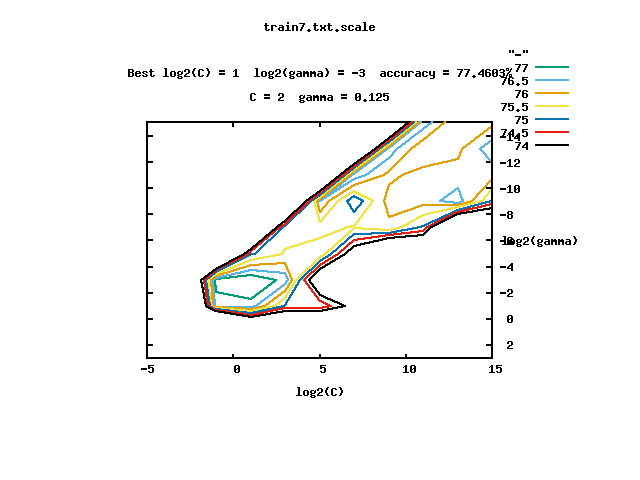 train7.txt.scale
"-"
Best log2(C) = 1 log2(gamma) = -3 accuracy = 77.4603%
77
76.5
C = 2 gamma = 0.125
76
75.5
75
74.5
74
-14
-12
-10
-8
-6
log2(gamma)
-4
-2
0
2
-5 0 5 10 15
log2(C)